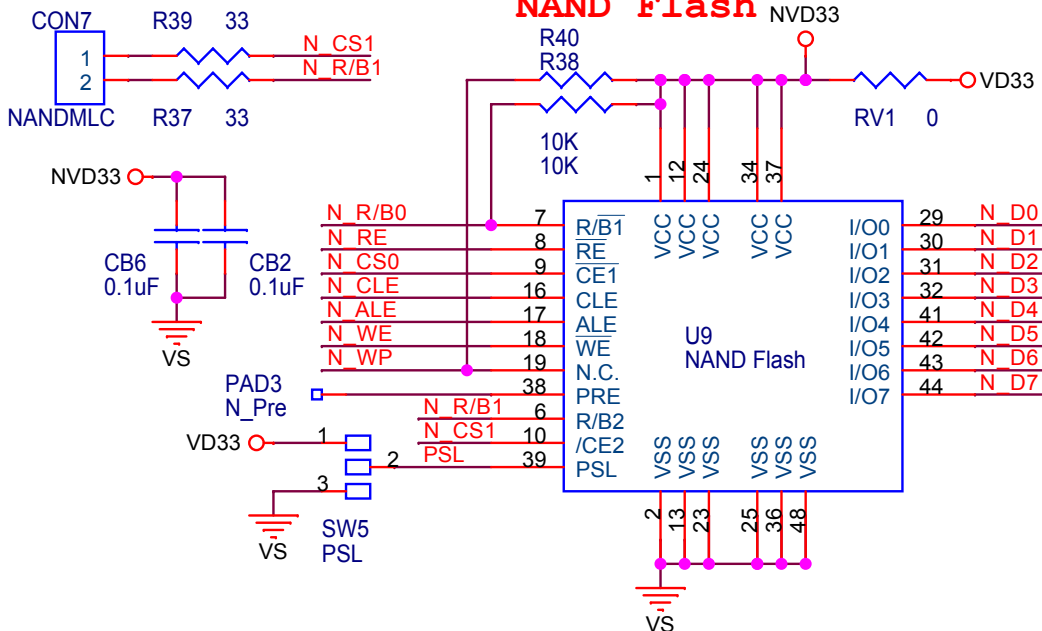 NAND Flash
CON7
R39 33
1
N_CS1
2
N_R/B1
NANDMLC
R37 33
NVD33
R40
R38
10K
10K
VD33
RV1 0
NVD33
CB6
0.1uF
CB2
0.1uF
VS
1 12 24 34 37
VCC VCC VCC VCC VCC
N_R/B0 7 R/B1
N_RE 8 RE
N_CS0 9 CE1
N_CLE 16 CLE
N_ALE 17 ALE
N_WE 18 WE
N_WP 19 N.C.
PAD3
N_Pre
38 PRE
N_R/B1 6 R/B2
N_CS1 10 /CE2
PSL 39 PSL
VD33 1
2
3
VS
SW5
PSL
U9
NAND Flash
I/O0 29 N_D0
I/O1 30 N_D1
I/O2 31 N_D2
I/O3 32 N_D3
I/O4 41 N_D4
I/O5 42 N_D5
I/O6 43 N_D6
I/O7 44 N_D7
VSS VSS VSS VSS VSS VSS
2 13 23 25 36 48
VS